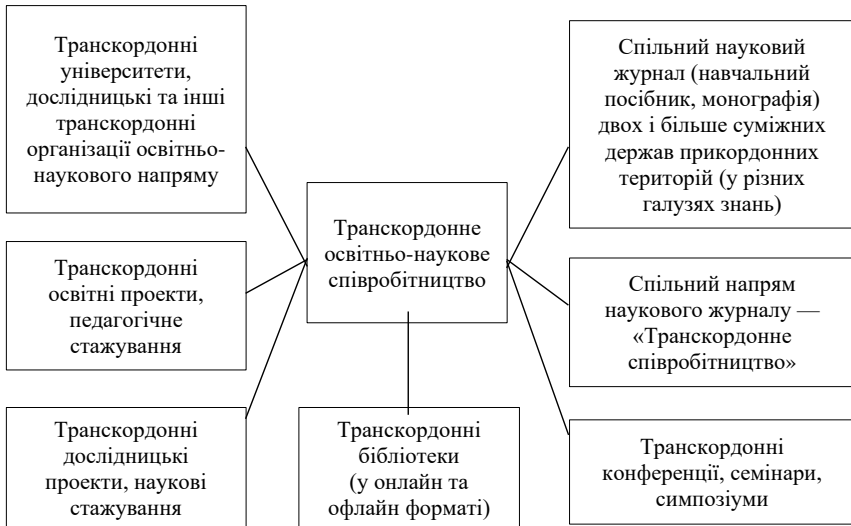 Транскордонні
університети,
дослідницькі та інші
транскордонні
організації освітньо-
наукового напряму
Транскордонні
освітні проекти,
педагогічне
стажування
Транскордонні
дослідницькі
проекти, наукові
стажування
Транскордонне
освітньо-наукове
співробітництво
Транскордонні
бібліотеки
(у онлайн та
офлайн форматі)
Спільний науковий
журнал (навчальний
посібник, монографія)
двох і більше суміжних
держав прикордонних
територій (у різних
галузях знань)
Спільний напрям
наукового журналу —
«Транскордонне
співробітництво»
Транскордонні
конференції, семінари,
симпозіуми